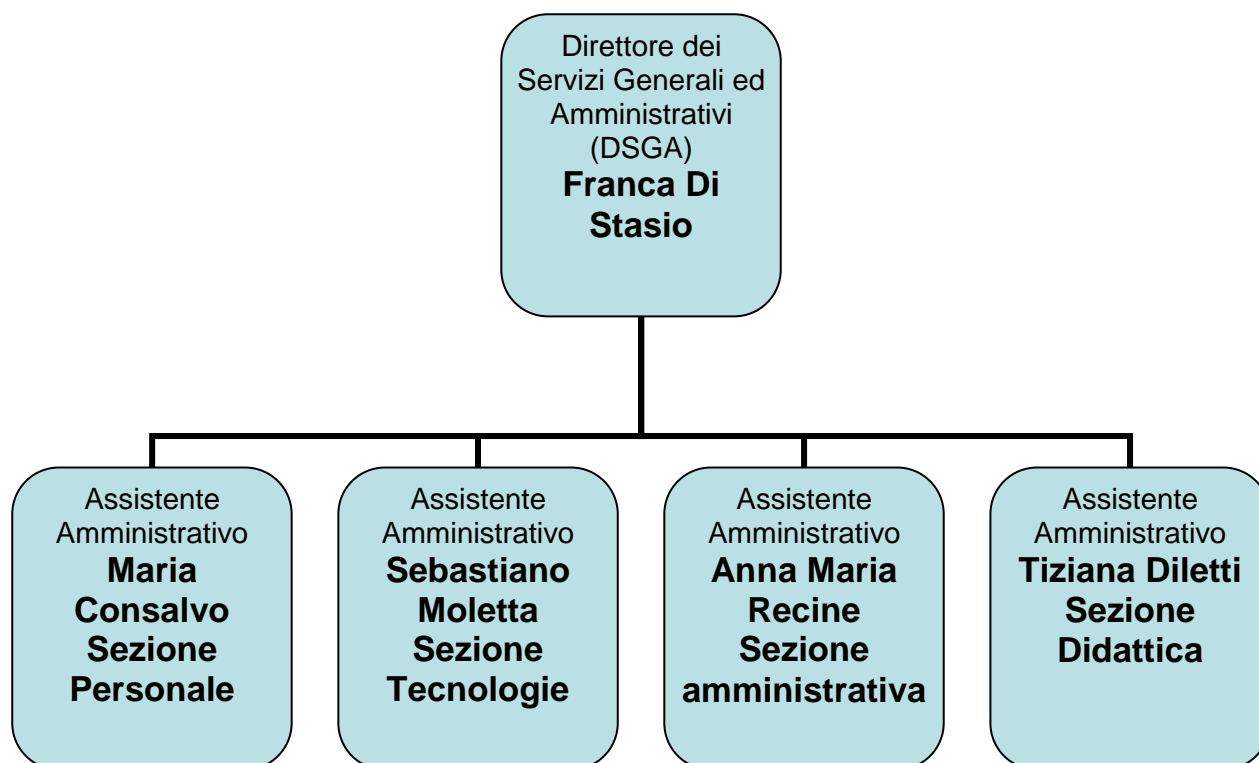 Direttore dei
Servizi Generali ed
Amministrativi
(DSGA)
Franca Di
Stasio
Assistente
Amministrativo
Maria
Consalvo
Sezione
Personale
Assistente
Amministrativo
Sebastiano
Moletta
Sezione
Tecnologie
Assistente
Amministrativo
Anna Maria
Recine
Sezione
amministrativa
Assistente
Amministrativo
Tiziana Diletti
Sezione
Didattica